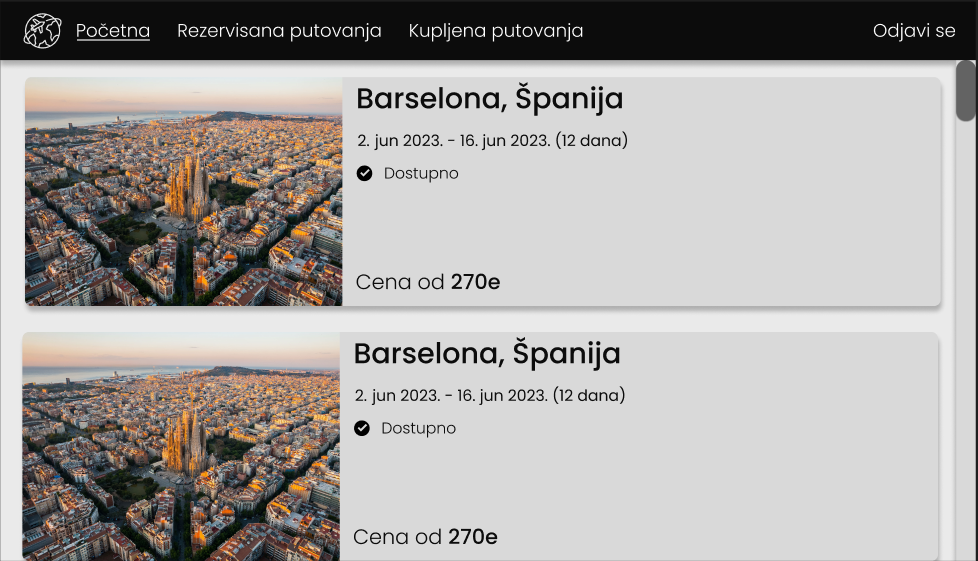 Početna Rezervisana putovanja Kupljena putovanja Odjavi se
Barselona, Španija
2. jun 2023. - 16. jun 2023. (12 dana)
Dostupno
Cena od 270e
Barselona, Španija
2. jun 2023. - 16. jun 2023. (12 dana)
Dostupno
Cena od 270e